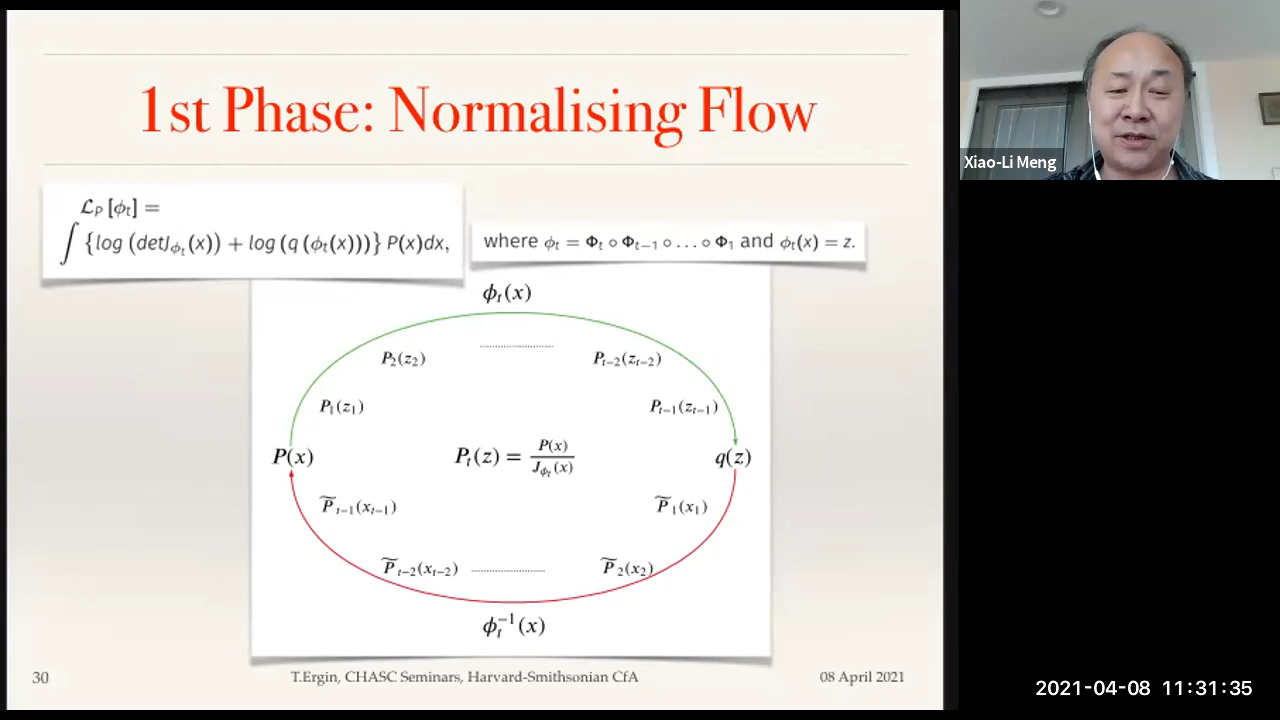 1st Phase: Normalising Flow
Xiao-Li Meng
ℒ_P [ϕ_t] =
∫ {log (detJ_{ϕ_t}(x)) + log (q (ϕ_t(x)))} P(x)dx,
where ϕ_t = Φ_t ∘ Φ_{t−1} ∘ … ∘ Φ_1 and ϕ_t(x) = z.
ϕ_t(x)
P_2(z_2) P_{t−2}(z_{t−2})
P_1(z_1) P_{t−1}(z_{t−1})
P(x) P_t(z) = P(x) / J_{ϕ_t}(x) q(z)
P̃_{t−1}(x_{t−1}) P̃_1(x_1)
P̃_{t−2}(x_{t−2}) P̃_2(x_2)
ϕ_t^{−1}(x)
30 T.Ergin, CHASC Seminars, Harvard-Smithsonian CfA 08 April 2021
2021-04-08 11:31:35